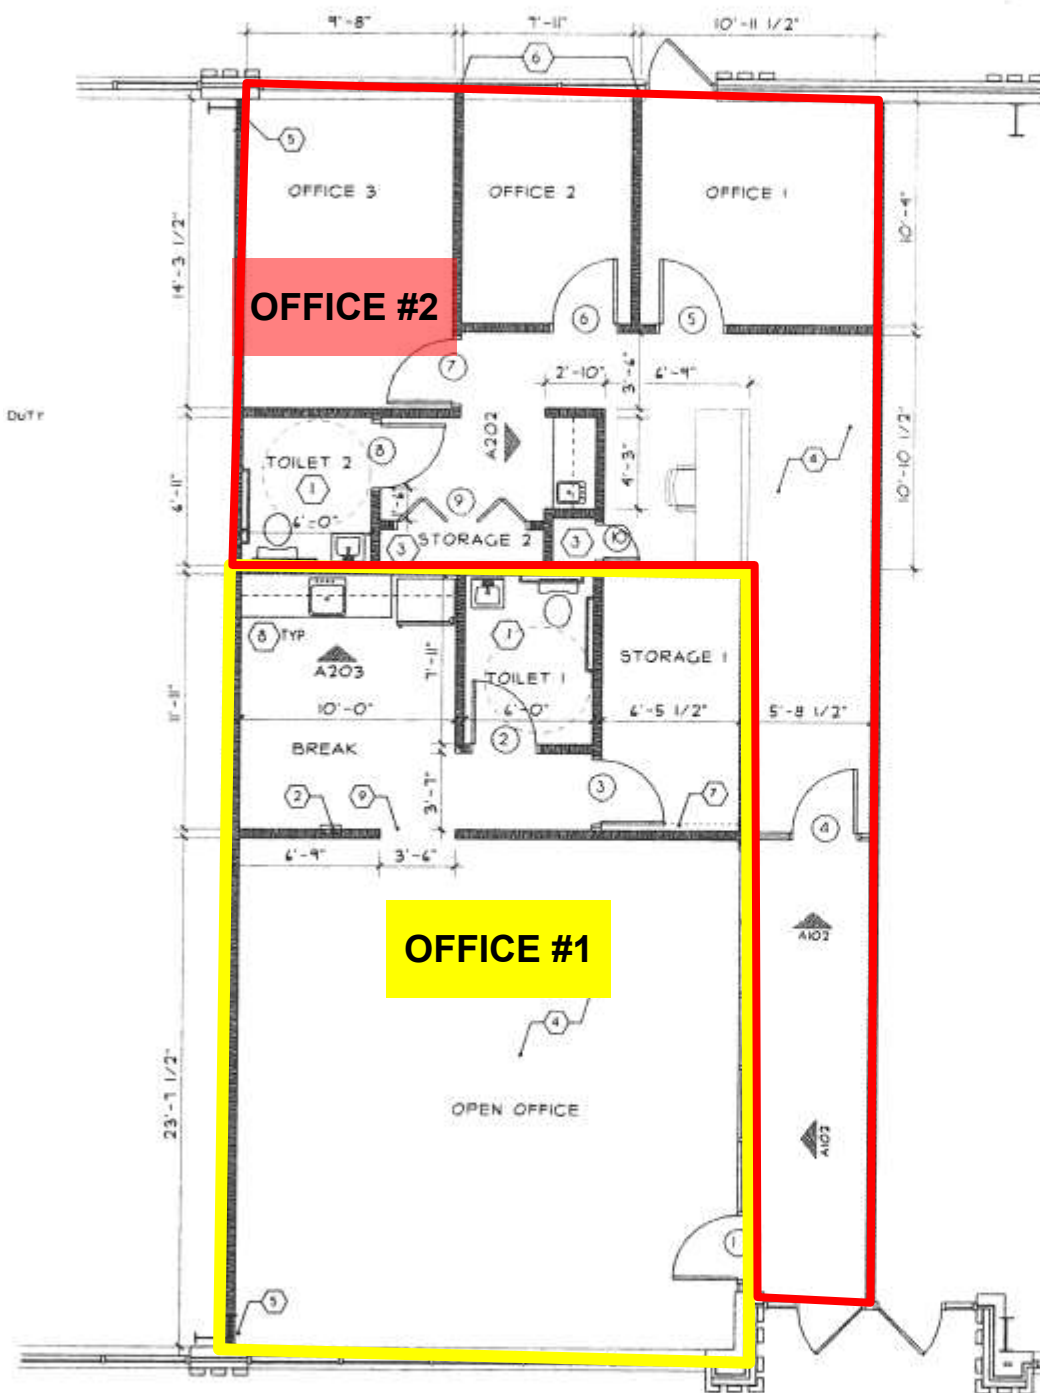 9'-8"
7'-11"
10'-11 1/2"
6
5
OFFICE 3
OFFICE 2
OFFICE 1
14'-3 1/2"
10'-4"
OFFICE #2
6
5
7
2'-10"
3'-6"
6'-9"
DUTY
8
A202
4
TOILET 2
1
4'-3"
10'-10 1/2"
6'-11"
9
6'-0"
3
STORAGE 2
3
10
8 TYP
A203
7'-11"
1
TOILET 1
STORAGE 1
11'-11"
10'-0"
6'-0"
6'-5 1/2"
5'-8 1/2"
BREAK
2
2
9
3'-7"
3
7
4
6'-9"
3'-6"
A102
OFFICE #1
4
23'-7 1/2"
OPEN OFFICE
A102
1
5